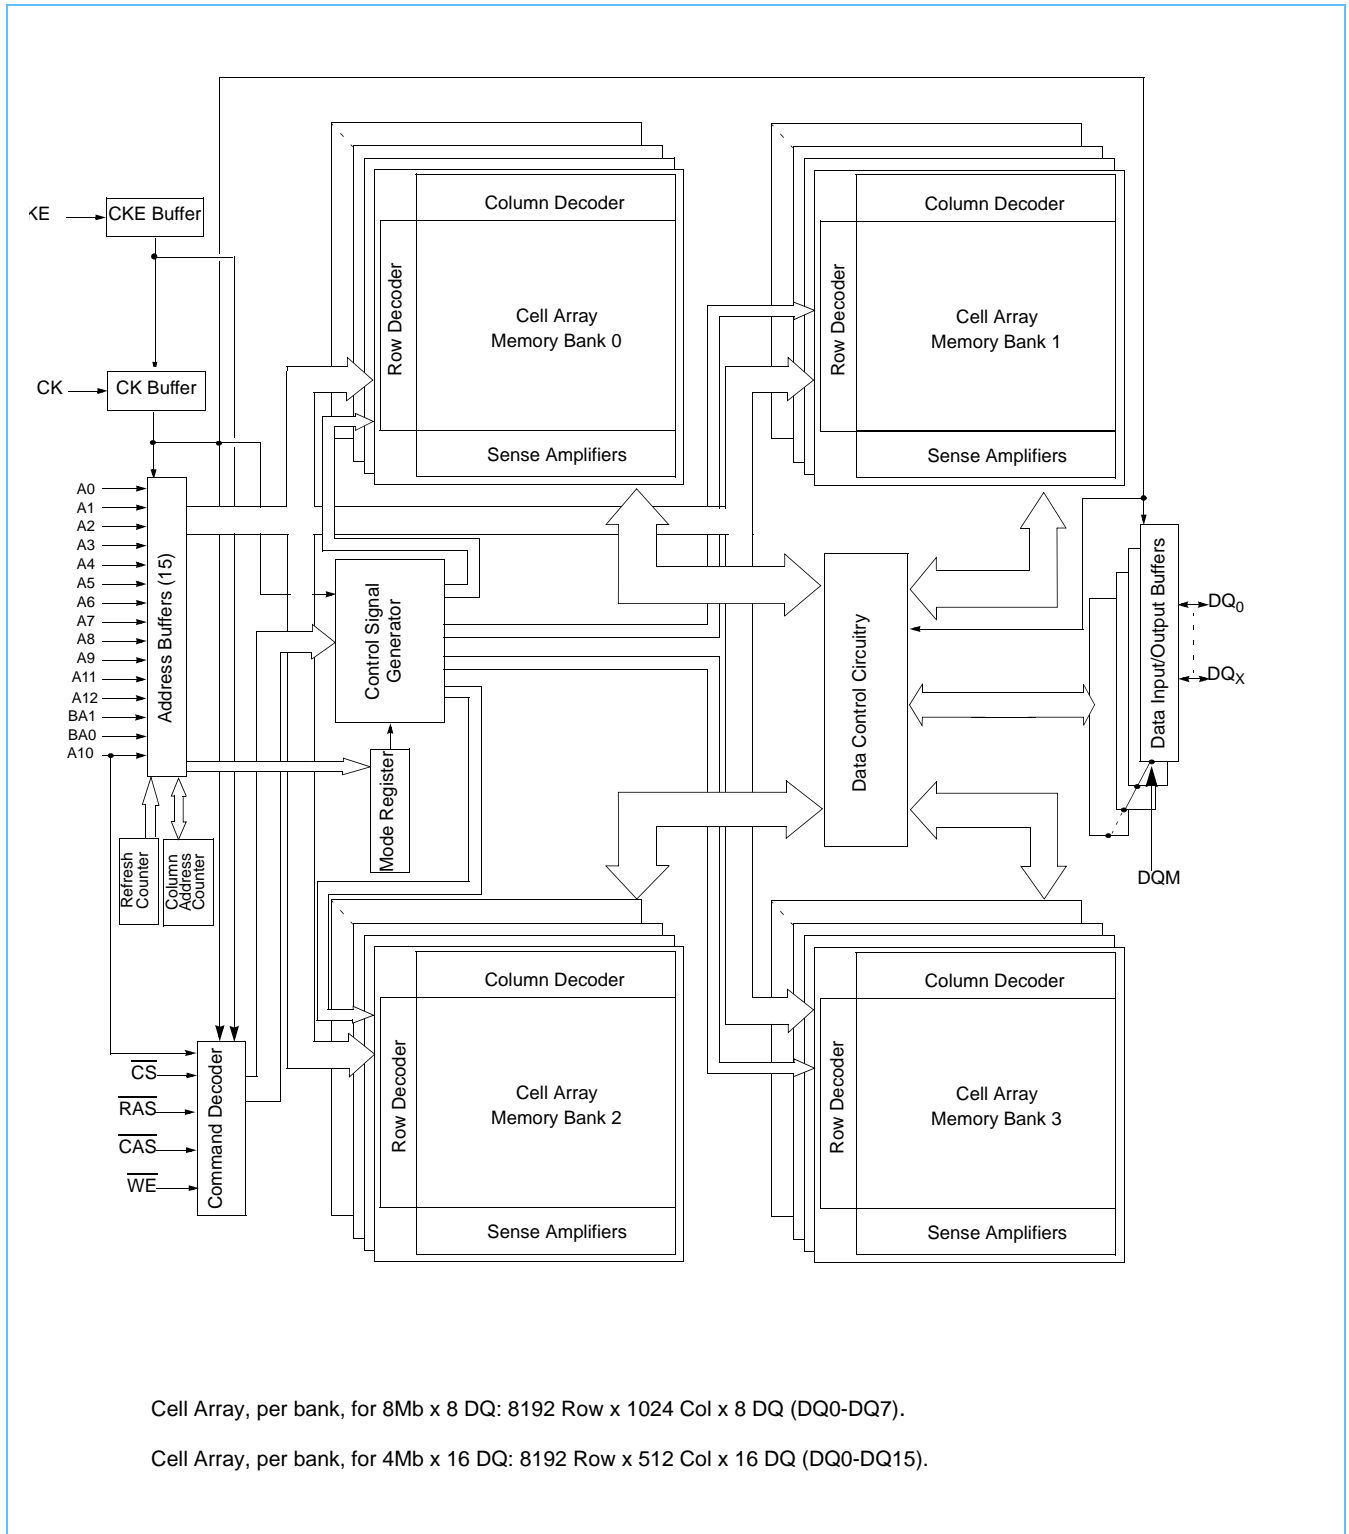 Column Decoder
Row Decoder
Cell Array
Memory Bank 0
Sense Amplifiers
Column Decoder
Row Decoder
Cell Array
Memory Bank 1
Sense Amplifiers
KE
CKE Buffer
CK
CK Buffer
A0
A1
A2
A3
A4
A5
A6
A7
A8
A9
A11
A12
BA1
BA0
A10
Address Buffers (15)
Refresh
Counter
Column
Address
Counter
Control Signal
Generator
Mode Register
Data Control Circuitry
Data Input/Output Buffers
DQ0
DQX
DQM
CS
RAS
CAS
WE
Command Decoder
Column Decoder
Row Decoder
Cell Array
Memory Bank 2
Sense Amplifiers
Column Decoder
Row Decoder
Cell Array
Memory Bank 3
Sense Amplifiers
Cell Array, per bank, for 8Mb x 8 DQ: 8192 Row x 1024 Col x 8 DQ (DQ0-DQ7).
Cell Array, per bank, for 4Mb x 16 DQ: 8192 Row x 512 Col x 16 DQ (DQ0-DQ15).